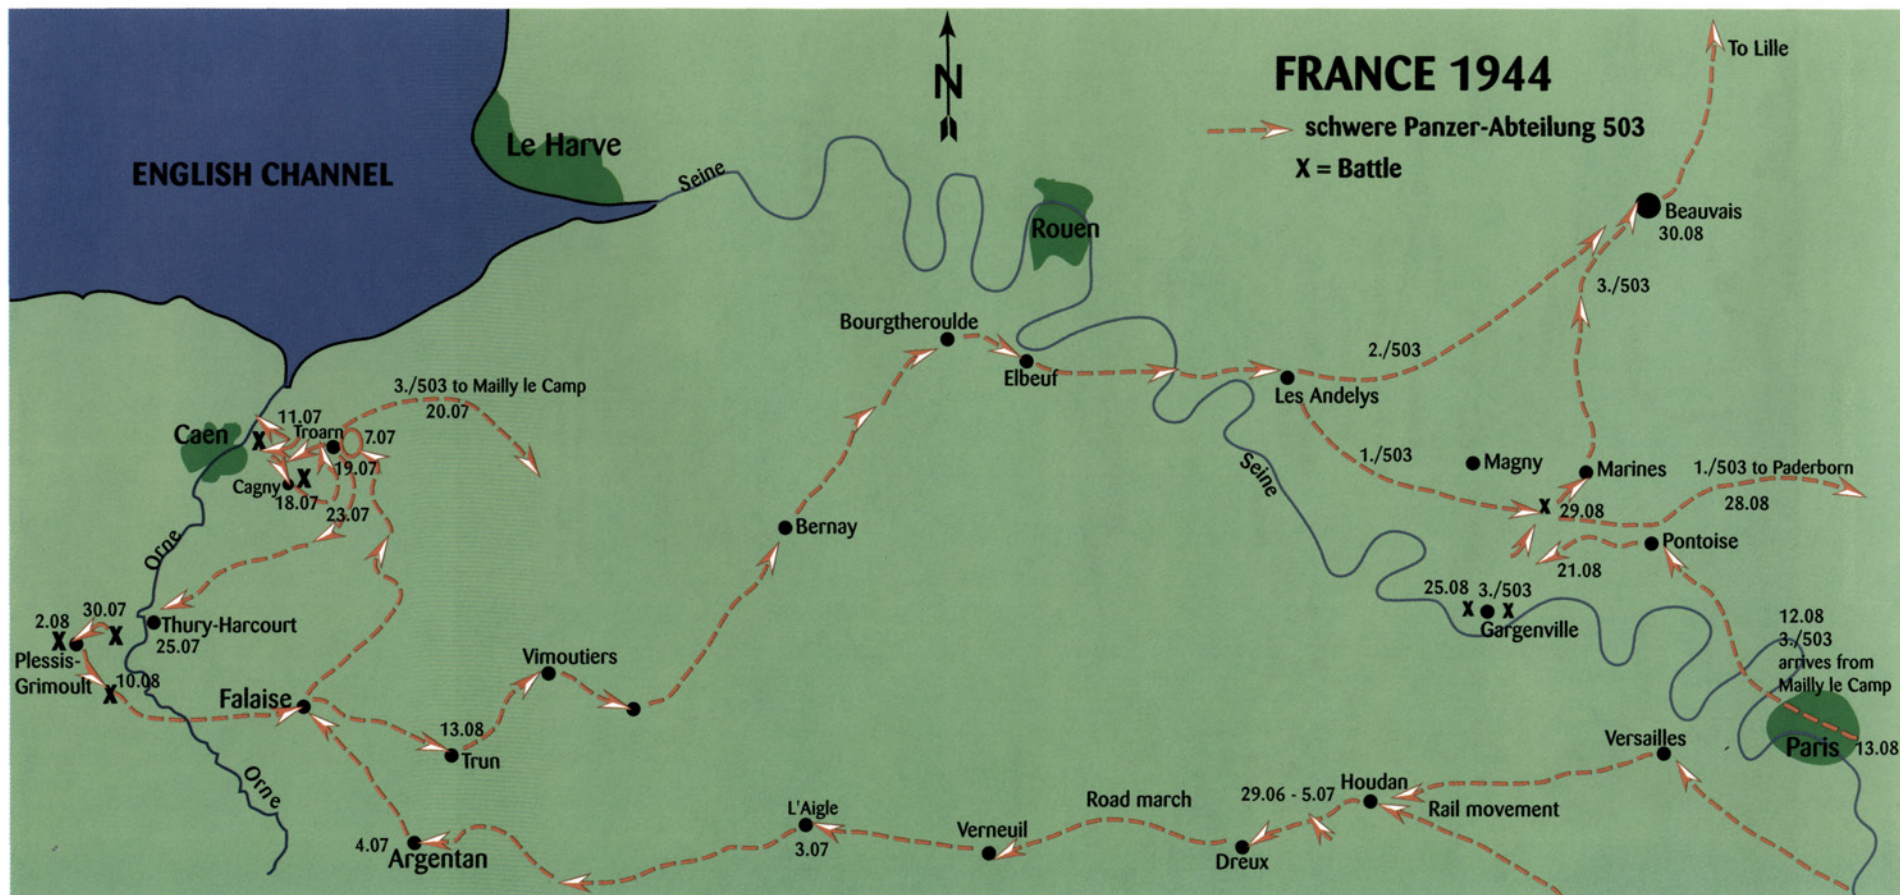 To Lille
FRANCE 1944
schwere Panzer-Abteilung 503
X = Battle
N
ENGLISH CHANNEL
Le Harve
Seine
Rouen
Beauvais
30.08
3./503
Bourgtheroulde
Elbeuf
2./503
Les Andelys
3./503 to Mailly le Camp
20.07
11.07
Troarn
7.07
Caen
19.07
Cagny
18.07
23.07
1./503
Magny
Marines
1./503 to Paderborn
28.08
X
29.08
Seine
Bernay
Pontoise
21.08
Orne
X
X
25.08
3./503
X
X
Gargenville
30.07
2.08
X
X
Thury-Harcourt
25.07
Plessis-
Grimoult
10.08
X
12.08
3./503
arrives from
Mailly le Camp
Vimoutiers
Falaise
13.08
Trun
Versailles
Paris
13.08
Orne
Houdan
29.06 - 5.07
Rail movement
Road march
L'Aigle
3.07
Verneuil
Dreux
4.07
Argentan